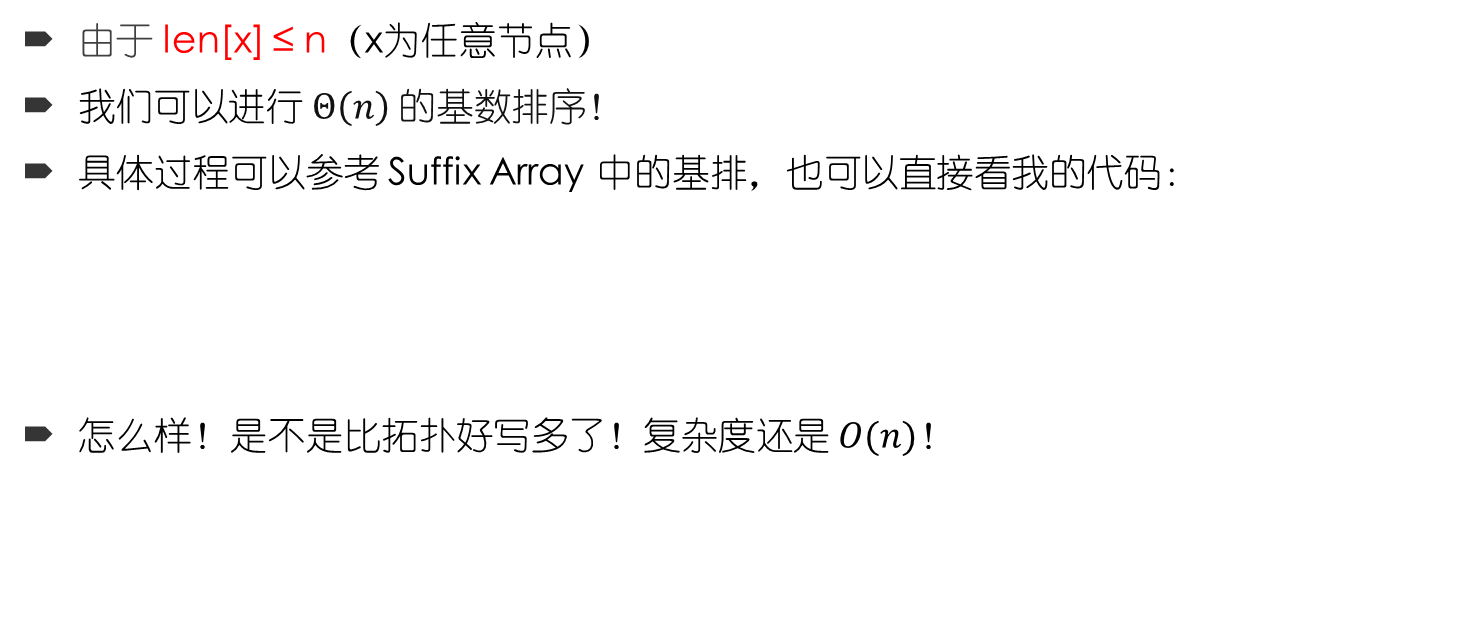 由于 len[x] ≤ n（x为任意节点）
我们可以进行 Θ(n) 的基数排序！
具体过程可以参考 Suffix Array 中的基排，也可以直接看我的代码：
怎么样！是不是比拓扑好写多了！复杂度还是 O(n)！